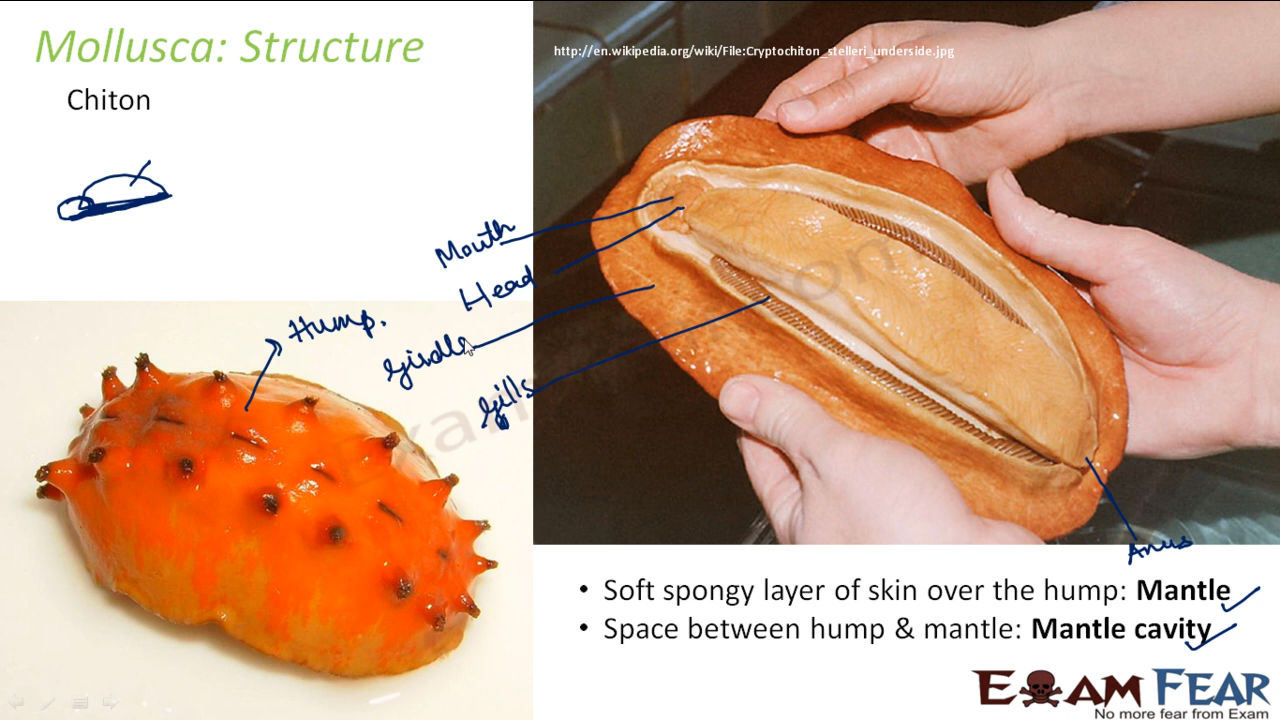 Mollusca: Structure
Chiton
http://en.wikipedia.org/wiki/File:Cryptochiton_stelleri_underside.jpg
Mouth
Head
Hump.
Girdle
Gills
Anus
• Soft spongy layer of skin over the hump: Mantle
• Space between hump & mantle: Mantle cavity
EXAM FEAR
No more fear from Exam